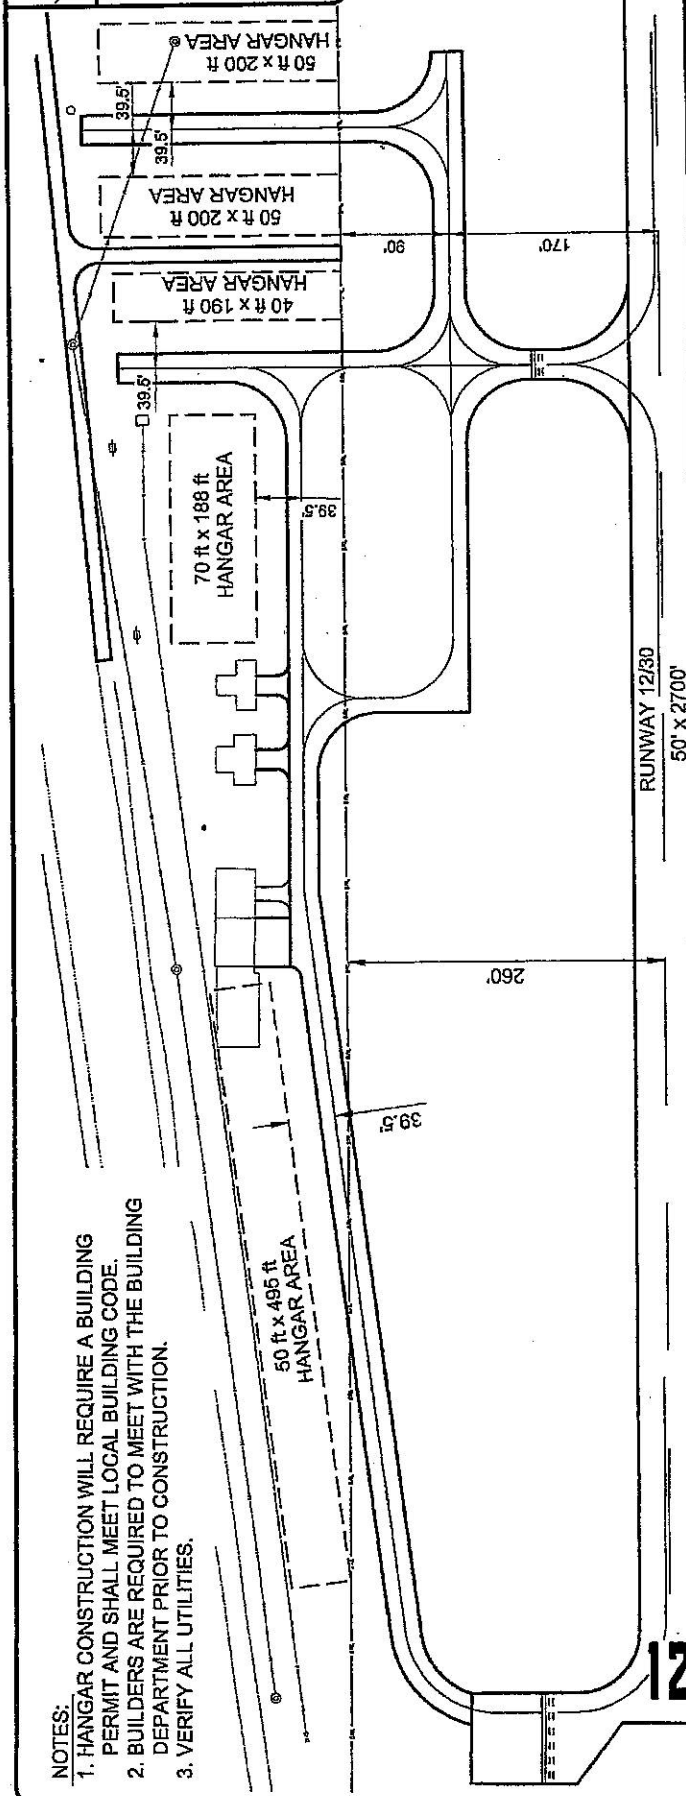 NOTES:
1. HANGAR CONSTRUCTION WILL REQUIRE A BUILDING
PERMIT AND SHALL MEET LOCAL BUILDING CODE.
2. BUILDERS ARE REQUIRED TO MEET WITH THE BUILDING
DEPARTMENT PRIOR TO CONSTRUCTION.
3. VERIFY ALL UTILITIES.
50 ft x 495 ft
HANGAR AREA
39.5'
260'
70 ft x 188 ft
HANGAR AREA
39.5'
39.5'
40 ft x 190 ft
HANGAR AREA
50 ft x 200 ft
HANGAR AREA
39.5'
39.5'
50 ft x 200 ft
HANGAR AREA
90'
170'
RUNWAY 12/30
50' x 2700'
12